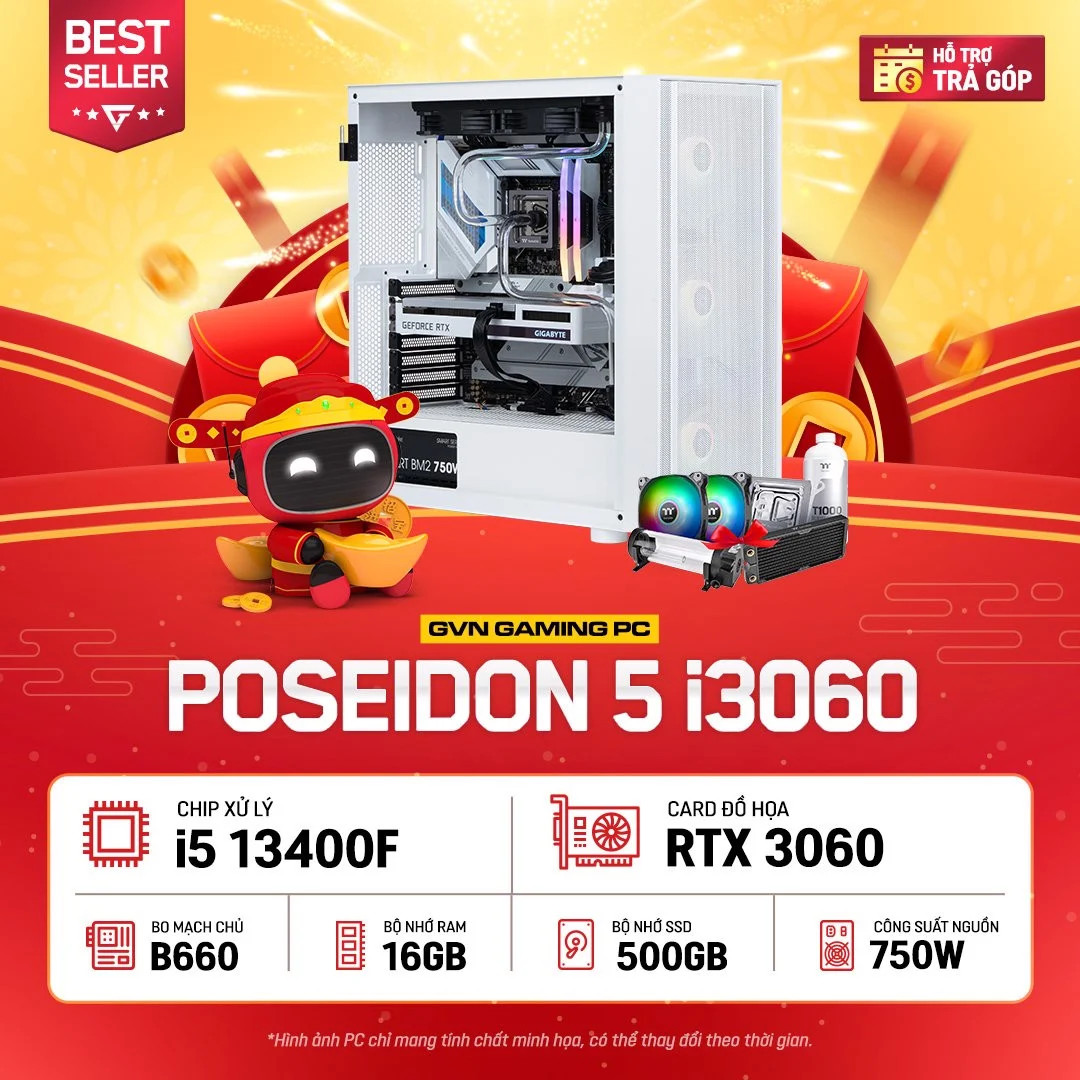 BEST
SELLER
HỖ TRỢ
TRẢ GÓP
GEFORCE RTX
GIGABYTE
RT BM2 750W
T1000
GVN GAMING PC
POSEIDON 5 i3060
CHIP XỬ LÝ
i5 13400F
CARD ĐỒ HỌA
RTX 3060
BO MẠCH CHỦ
B660
BỘ NHỚ RAM
16GB
BỘ NHỚ SSD
500GB
CÔNG SUẤT NGUỒN
750W
*Hình ảnh PC chỉ mang tính chất minh họa, có thể thay đổi theo thời gian.